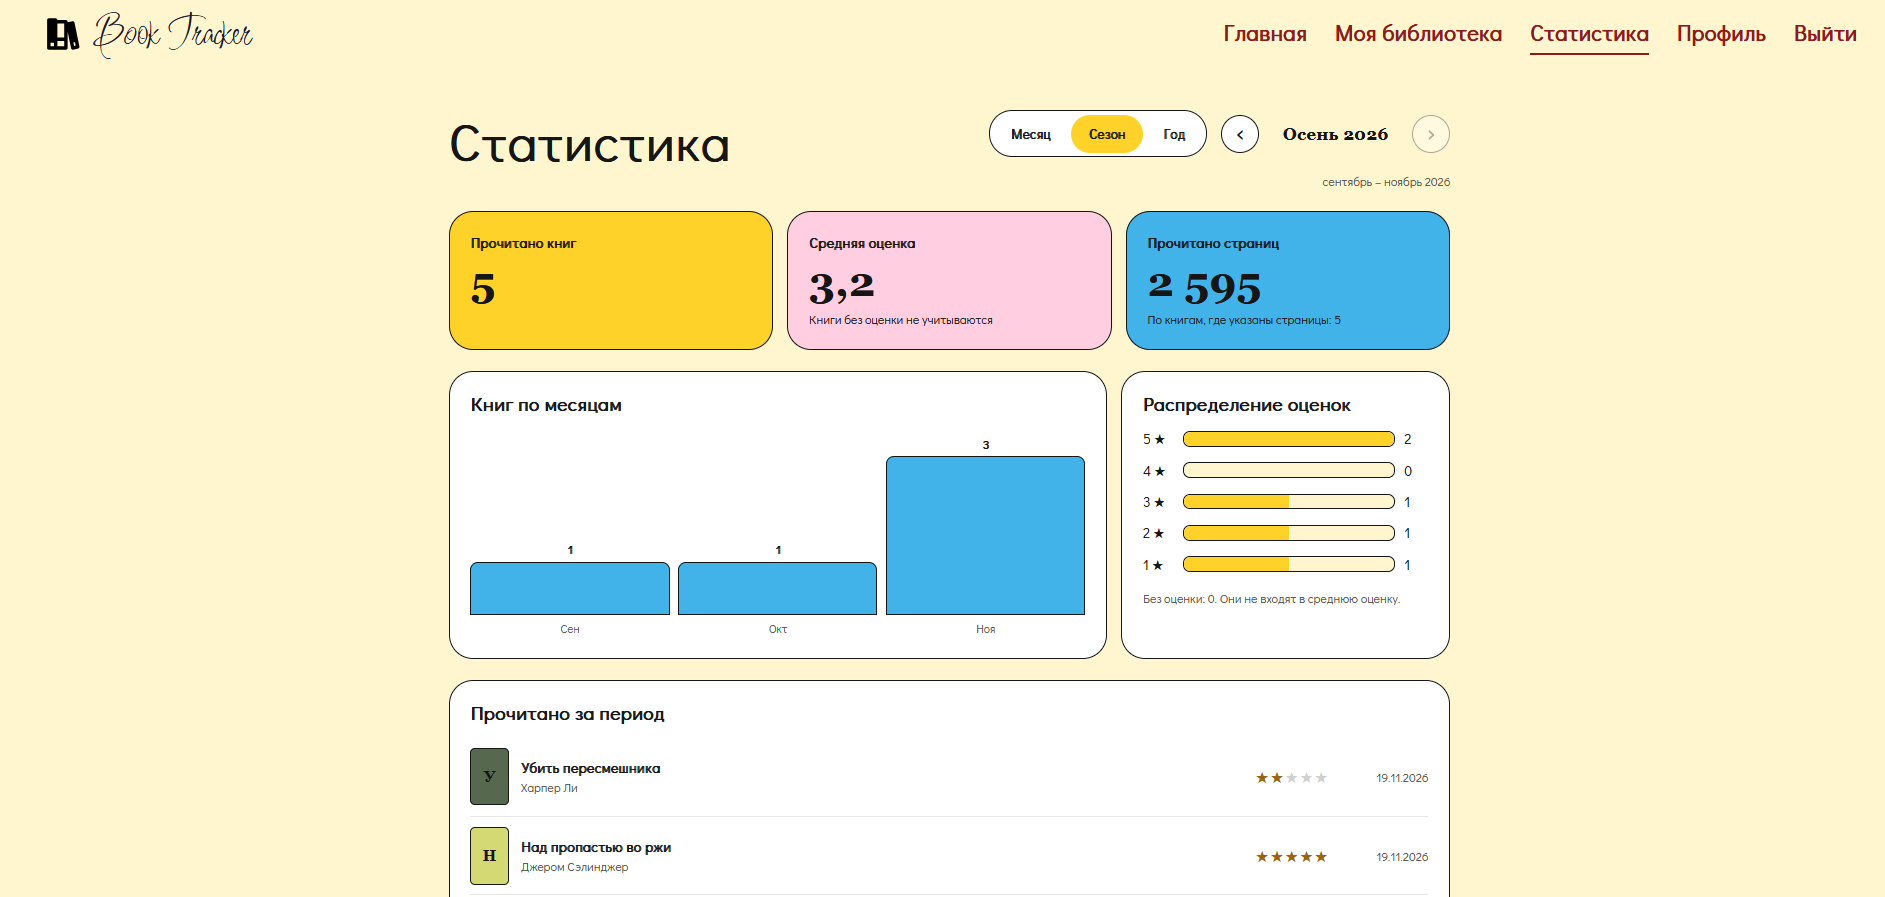 Book Tracker
Главная Моя библиотека Статистика Профиль Выйти
Статистика
Месяц Сезон Год
Осень 2026
сентябрь – ноябрь 2026
Прочитано книг
5
Средняя оценка
3,2
Книги без оценки не учитываются
Прочитано страниц
2 595
По книгам, где указаны страницы: 5
Книг по месяцам
1
1
3
Сен
Окт
Ноя
Распределение оценок
5 ★ 2
4 ★ 0
3 ★ 1
2 ★ 1
1 ★ 1
Без оценки: 0. Они не входят в среднюю оценку.
Прочитано за период
У
Убить пересмешника
Харпер Ли
★★★★★
19.11.2026
Н
Над пропастью во ржи
Джером Сэлинджер
★★★★★
19.11.2026